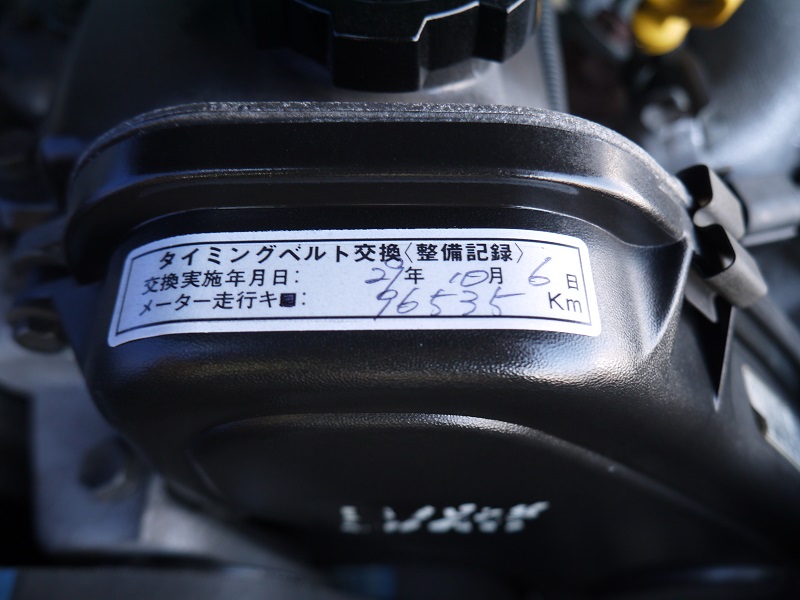 タイミングベルト交換〈整備記録〉
交換実施年月日: 29年 10月 6日
メーター走行キロ: 96535 Km